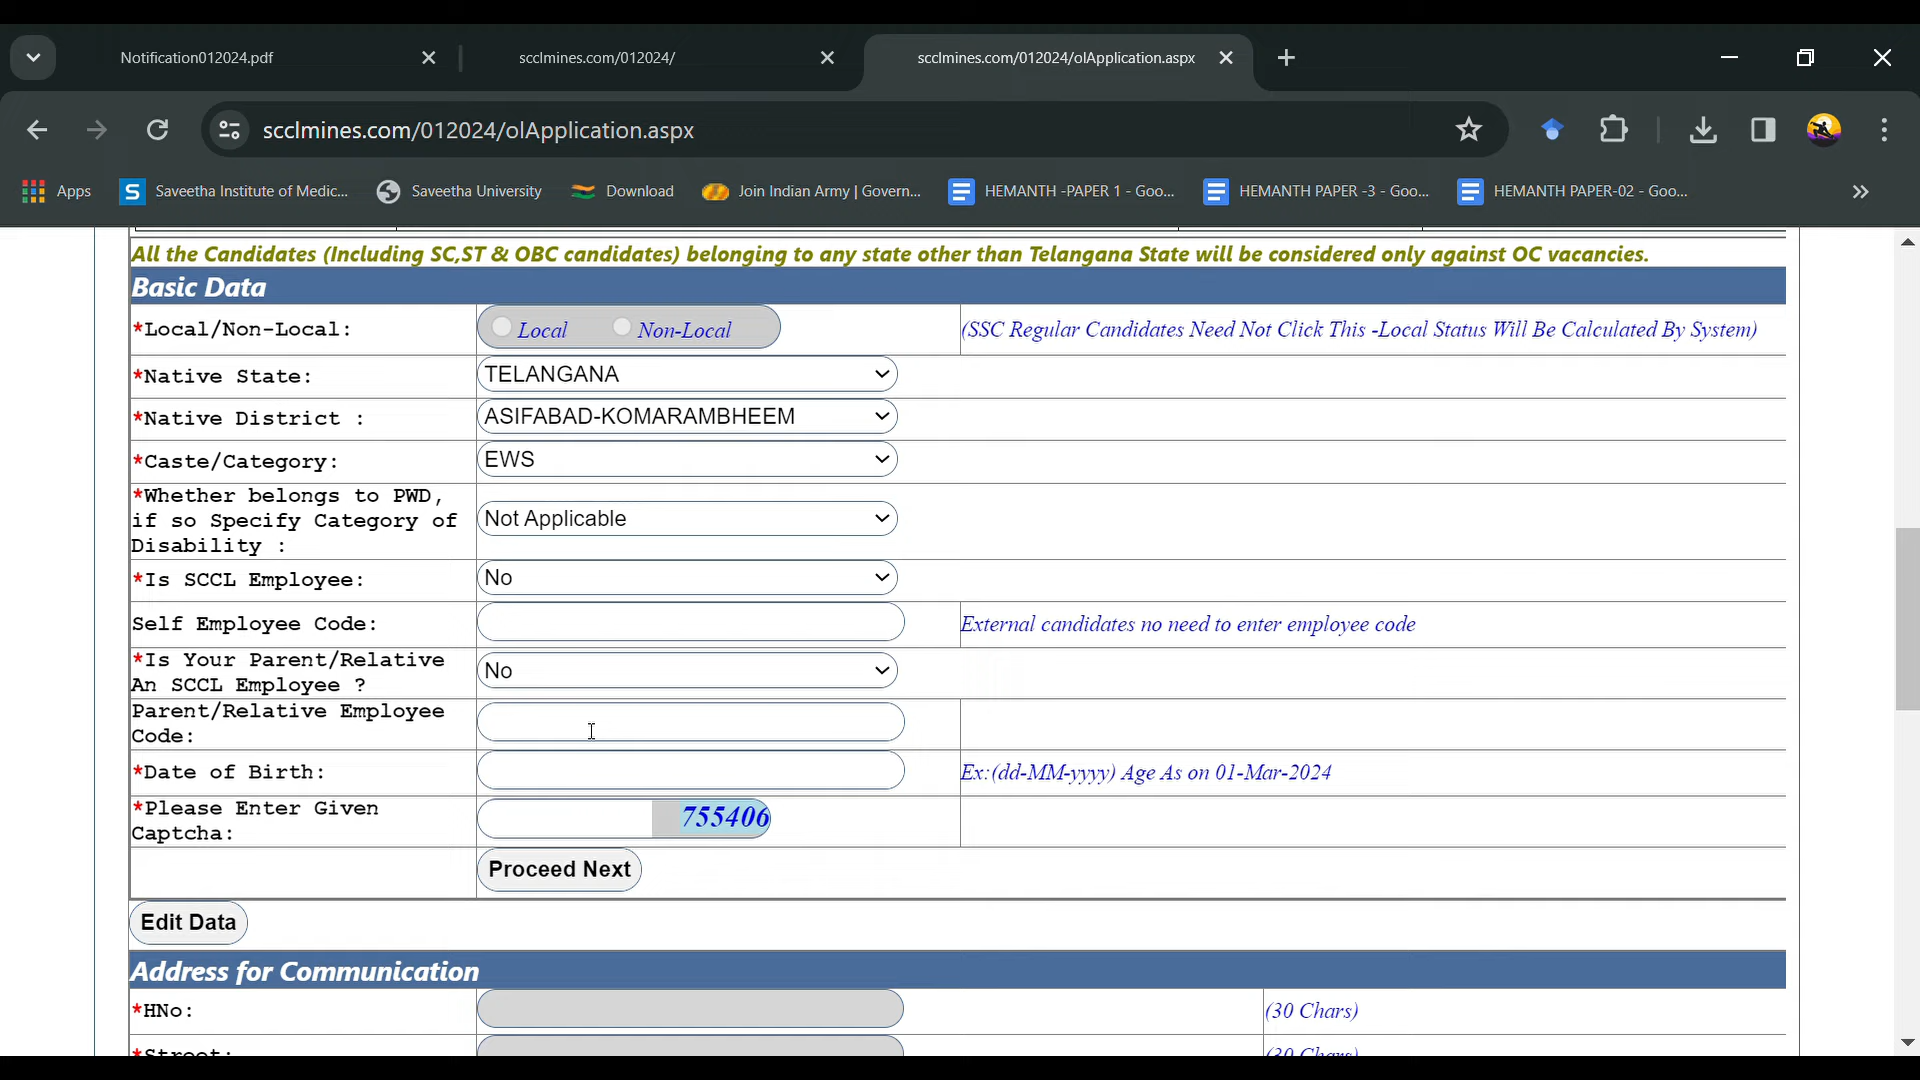 Notification012024.pdf
scclmines.com/012024/
scclmines.com/012024/olApplication.aspx
scclmines.com/012024/olApplication.aspx
Apps
Saveetha Institute of Medic...
Saveetha University
Download
Join Indian Army | Govern...
HEMANTH -PAPER 1 - Goo...
HEMANTH PAPER -3 - Goo...
HEMANTH PAPER-02 - Goo...
All the Candidates (Including SC,ST & OBC candidates) belonging to any state other than Telangana State will be considered only against OC vacancies.
Basic Data
*Local/Non-Local: Local Non-Local (SSC Regular Candidates Need Not Click This -Local Status Will Be Calculated By System)
*Native State: TELANGANA
*Native District : ASIFABAD-KOMARAMBHEEM
*Caste/Category: EWS
*Whether belongs to PWD,
if so Specify Category of
Disability :
Not Applicable
*Is SCCL Employee: No
Self Employee Code: External candidates no need to enter employee code
*Is Your Parent/Relative
An SCCL Employee ?
No
Parent/Relative Employee
Code:
*Date of Birth: Ex:(dd-MM-yyyy) Age As on 01-Mar-2024
*Please Enter Given
Captcha:
755406
Proceed Next
Edit Data
Address for Communication
*HNo: (30 Chars)
*Street: (30 Chars)